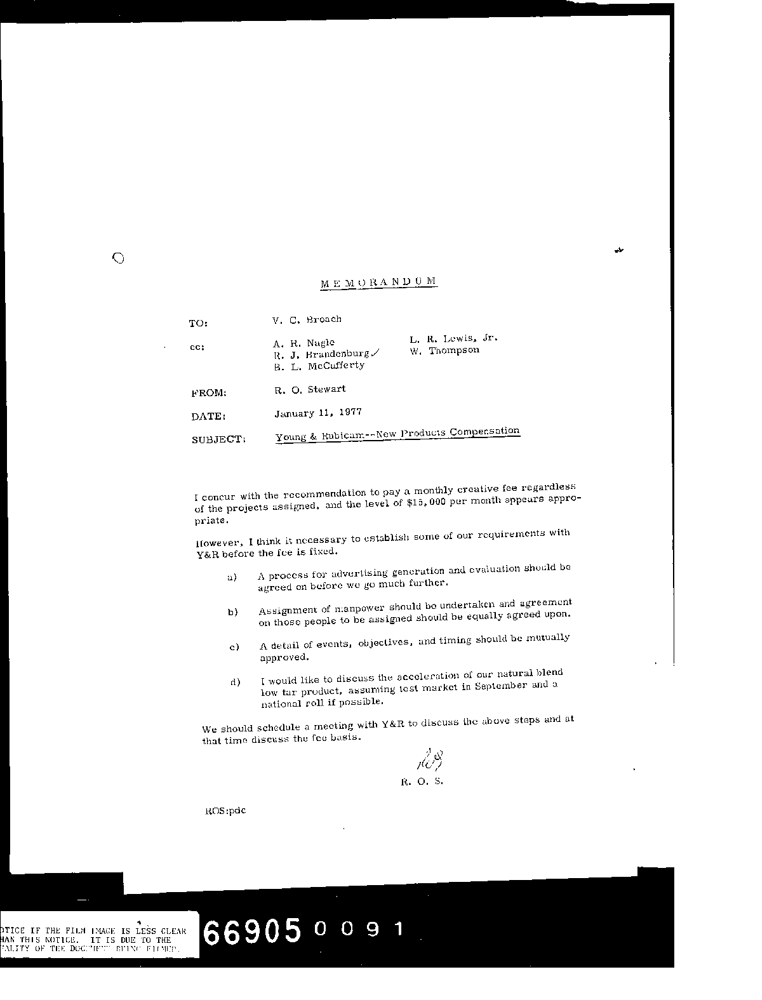 MEMORANDUM
TO: V. C. Broach
cc: A. R. Nagle L. R. Lewis, Jr.
R. J. Brandenburg ✓ W. Thompson
B. L. McCafferty
FROM: R. O. Stewart
DATE: January 11, 1977
SUBJECT: Young & Rubicam--New Products Compensation
I concur with the recommendation to pay a monthly creative fee regardless
of the projects assigned, and the level of $15,000 per month appears appro-
priate.
However, I think it necessary to establish some of our requirements with
Y&R before the fee is fixed.
a) A process for advertising generation and evaluation should be
agreed on before we go much further.
b) Assignment of manpower should be undertaken and agreement
on those people to be assigned should be equally agreed upon.
c) A detail of events, objectives, and timing should be mutually
approved.
d) I would like to discuss the acceleration of our natural blend
low tar product, assuming test market in September and a
national roll if possible.
We should schedule a meeting with Y&R to discuss the above steps and at
that time discuss the fee basis.
R. O. S.
ROS:pdc
OTICE IF THE FILM IMAGE IS LESS CLEAR
HAN THIS NOTICE. IT IS DUE TO THE
ALITY OF THE DOCUMENT BEING FILMED.
66905 0091